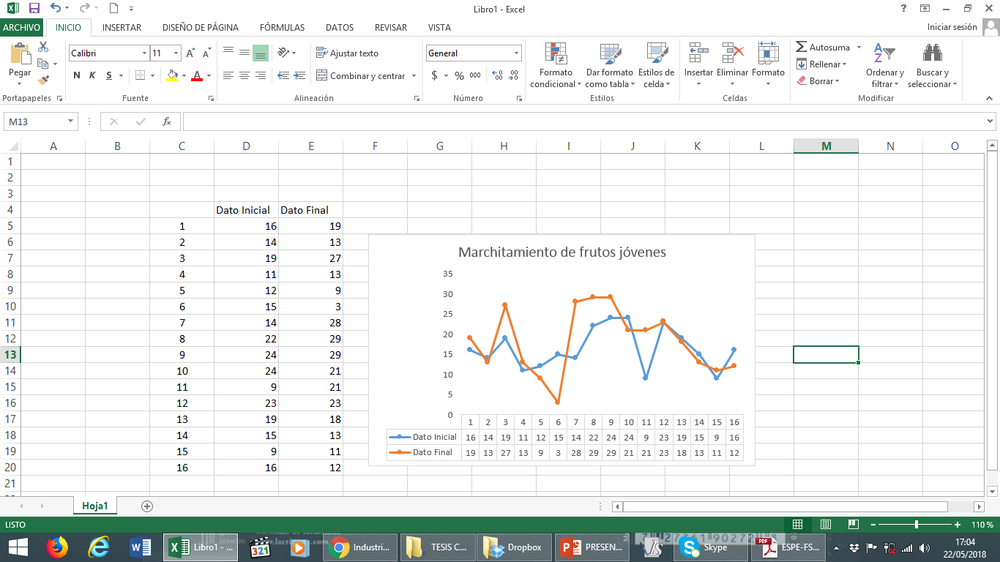 Libro1 - Excel
ARCHIVO INICIO INSERTAR DISEÑO DE PÁGINA FÓRMULAS DATOS REVISAR VISTA Iniciar sesión
Pegar
Portapapeles
Calibri 11
N K S A
Fuente
Ajustar texto
Combinar y centrar
Alineación
General
$ % 000
Número
Formato condicional
Dar formato como tabla
Estilos de celda
Estilos
Insertar Eliminar Formato
Celdas
Autosuma
Rellenar
Borrar
Ordenar y filtrar
Buscar y seleccionar
Modificar
M13 fx
A B C D E F G H I J K L M N O
1
2
3
4 Dato Inicial Dato Final
5 1 16 19
6 2 14 13
7 3 19 27
8 4 11 13
9 5 12 9
10 6 15 3
11 7 14 28
12 8 22 29
13 9 24 29
14 10 24 21
15 11 9 21
16 12 23 23
17 13 19 18
18 14 15 13
19 15 9 11
20 16 16 12
21
Marchitamiento de frutos jóvenes
35
30
25
20
15
10
5
0
1 2 3 4 5 6 7 8 9 10 11 12 13 14 15 16
Dato Inicial 16 14 19 11 12 15 14 22 24 24 9 23 19 15 9 16
Dato Final 19 13 27 13 9 3 28 29 29 21 21 23 18 13 11 12
Hoja1
LISTO 110 %
Libro1 - ... 321 Industri... TESIS C... Dropbox PRESEN... Skype ESPE-FS... 17:04
22/05/2018